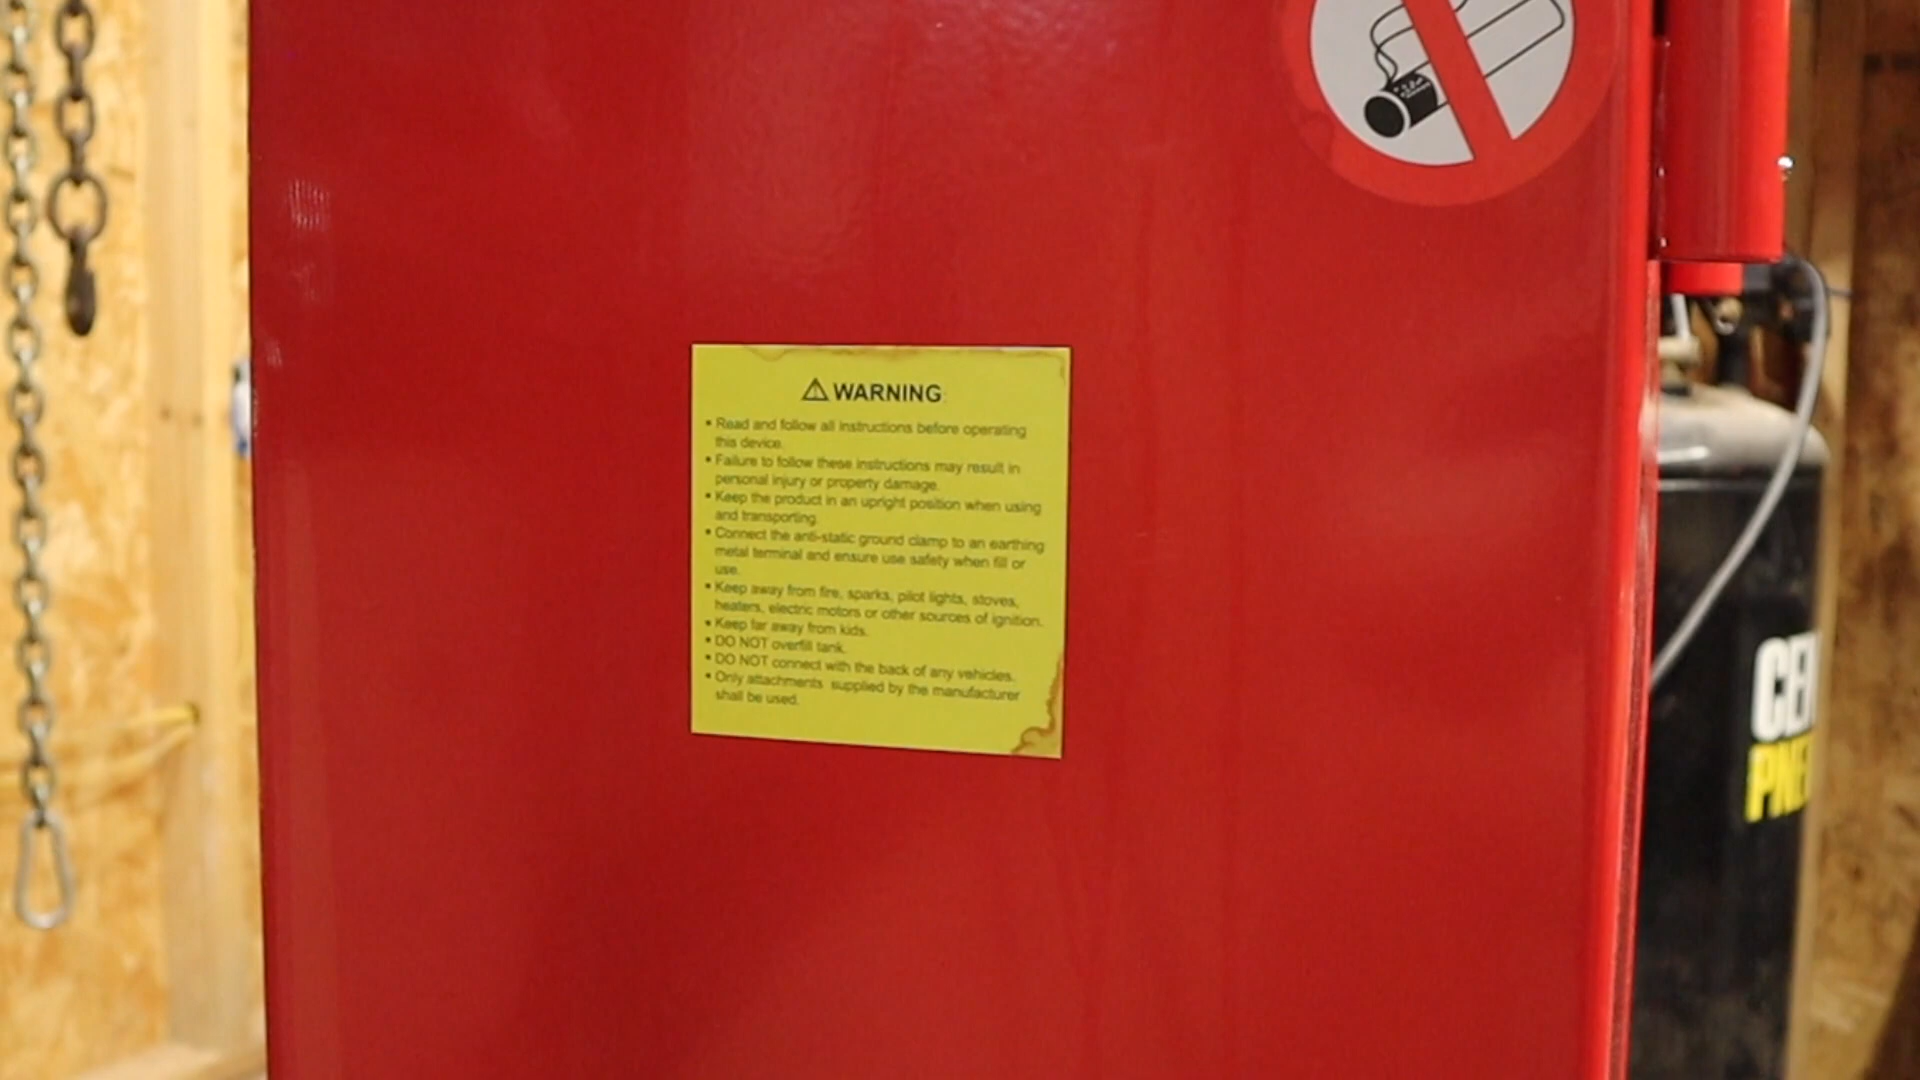 WARNING
• Read and follow all instructions before operating
this device.
• Failure to follow these instructions may result in
personal injury or property damage.
• Keep the product in an upright position when using
and transporting.
• Connect the anti-static ground clamp to an earthing
metal terminal and ensure use safety when fill or
use.
• Keep away from fire, sparks, pilot lights, stoves,
heaters, electric motors or other sources of ignition.
• Keep far away from kids.
• DO NOT overfill tank.
• DO NOT connect with the back of any vehicles.
• Only attachments supplied by the manufacturer
shall be used.